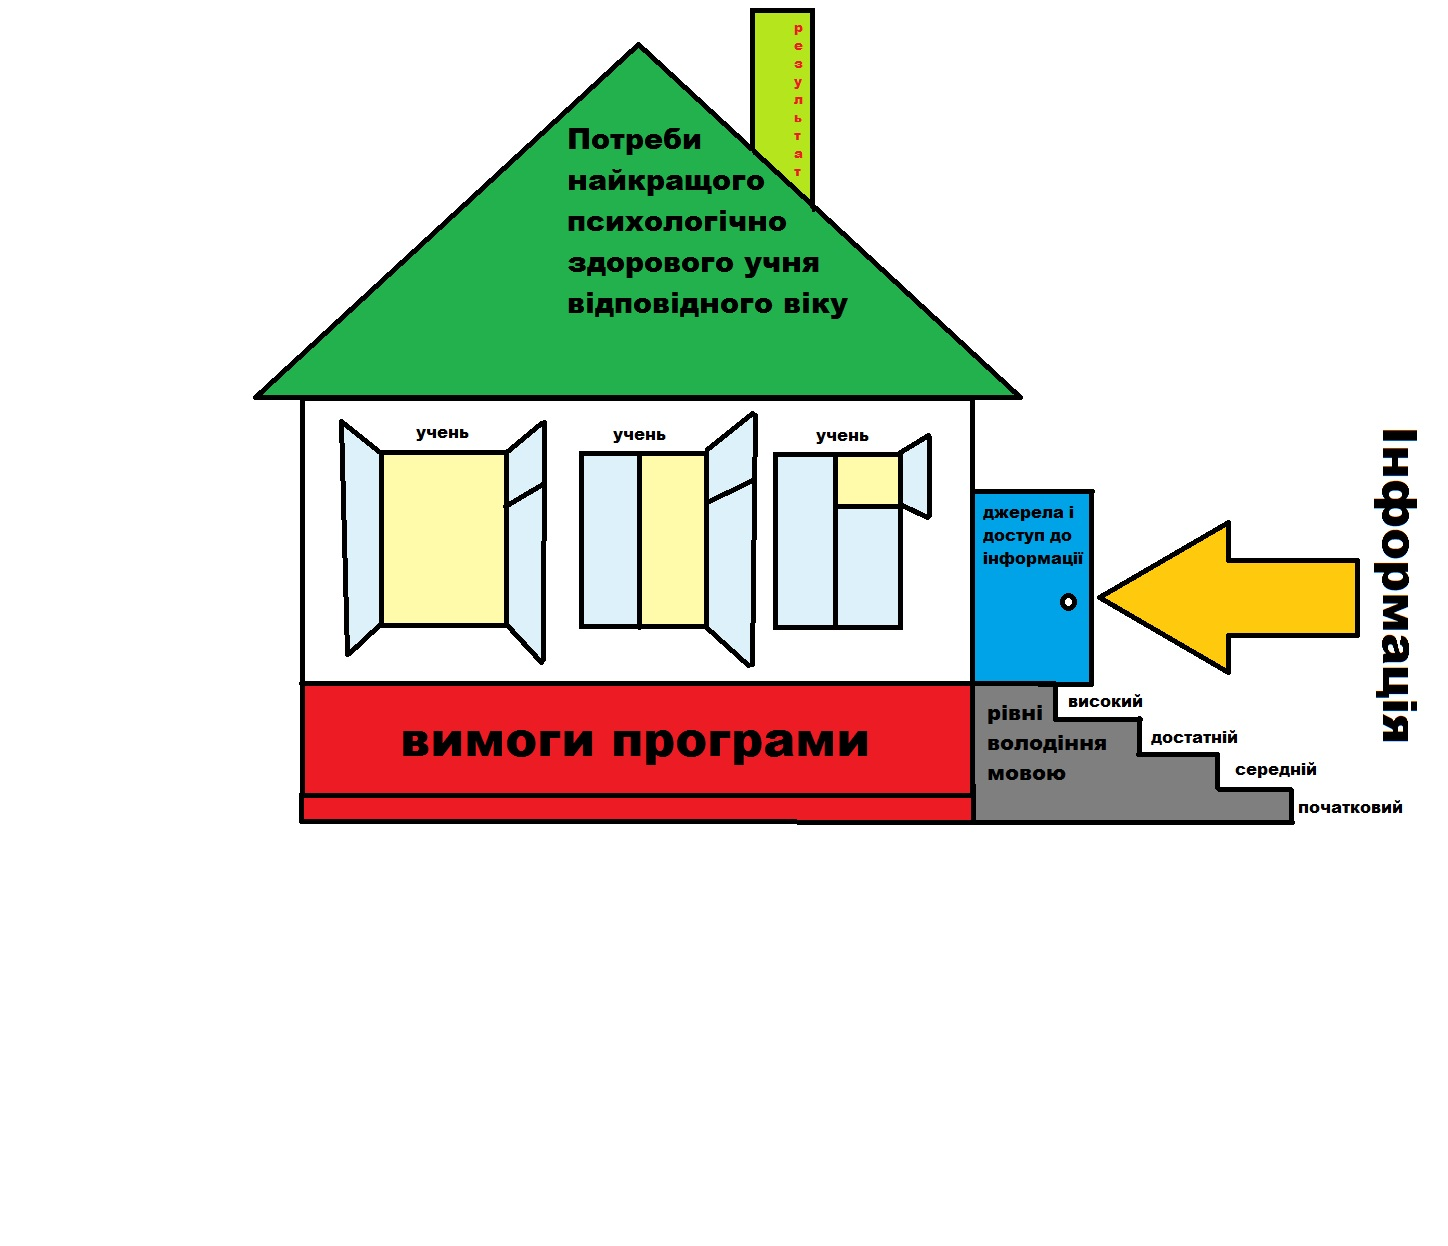 результат
Потреби
найкращого
психологічно
здорового учня
відповідного віку
учень
учень
учень
джерела і
доступ до
інформації
Інформація
вимоги програми
рівні
володіння
мовою
високий
достатній
середній
початковий